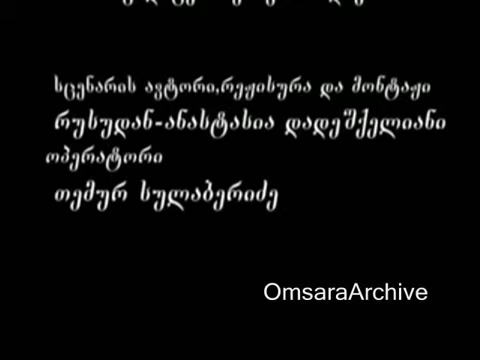 სცენარის ავტორი,რეჟისურა და მონტაჟი
რუსუდან-ანასტასია დადეშქელიანი
ოპერატორი
თემურ სულაბერიძე
OmsaraArchive